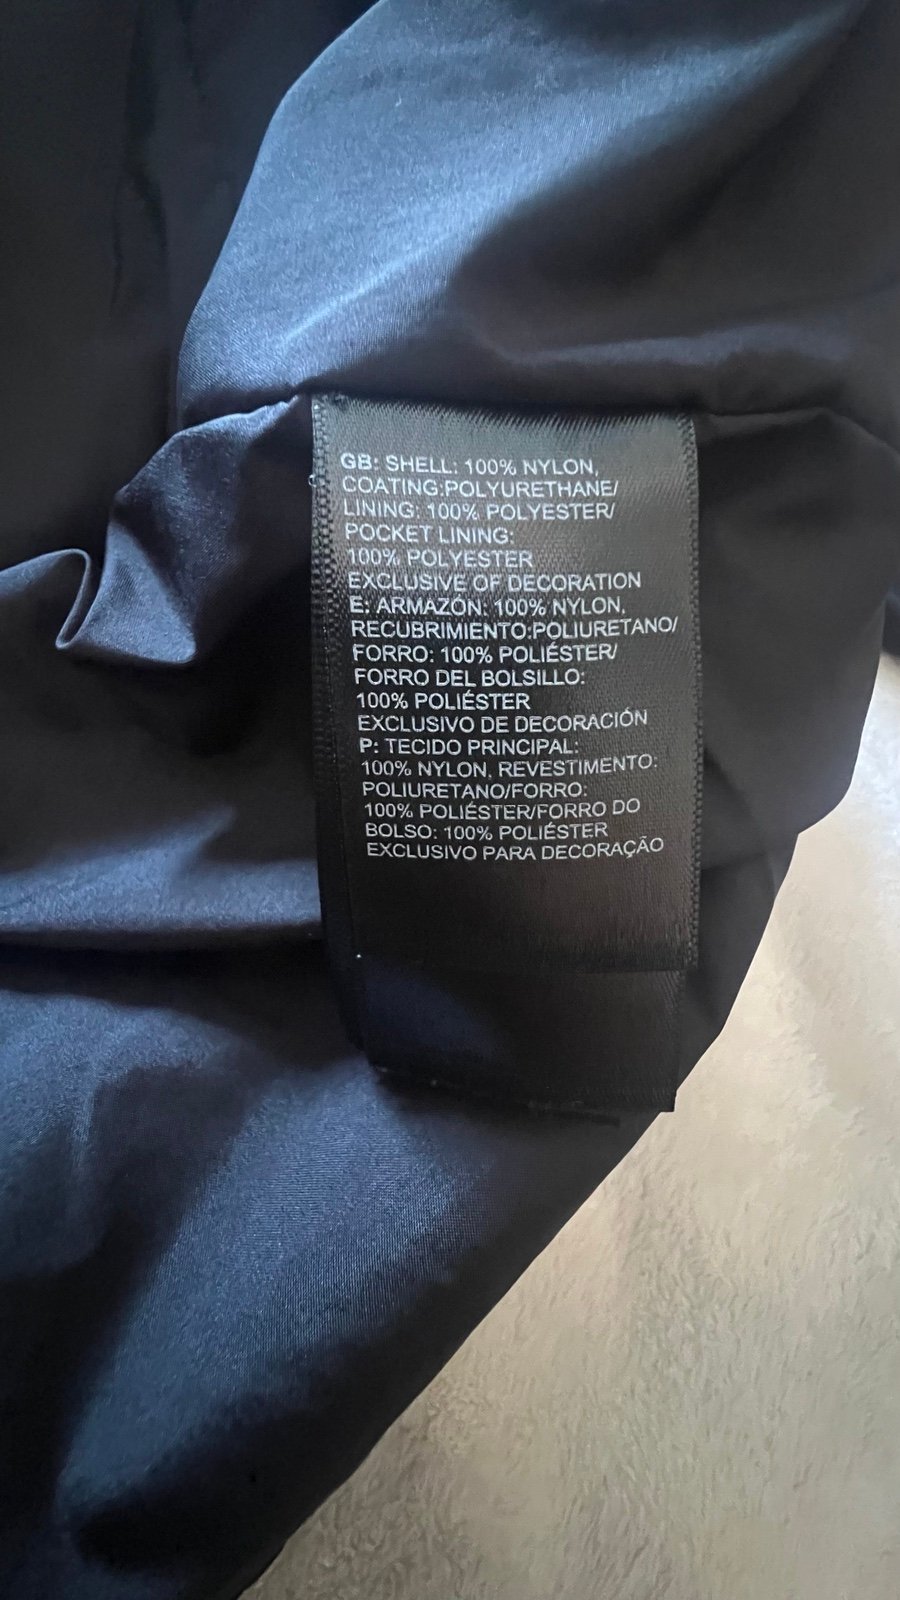 GB: SHELL: 100% NYLON,
COATING:POLYURETHANE/
LINING: 100% POLYESTER/
POCKET LINING:
100% POLYESTER
EXCLUSIVE OF DECORATION
E: ARMAZÓN: 100% NYLON,
RECUBRIMIENTO:POLIURETANO/
FORRO: 100% POLIÉSTER/
FORRO DEL BOLSILLO:
100% POLIÉSTER
EXCLUSIVO DE DECORACIÓN
P: TECIDO PRINCIPAL:
100% NYLON, REVESTIMENTO:
POLIURETANO/FORRO:
100% POLIÉSTER/FORRO DO
BOLSO: 100% POLIÉSTER
EXCLUSIVO PARA DECORAÇÃO